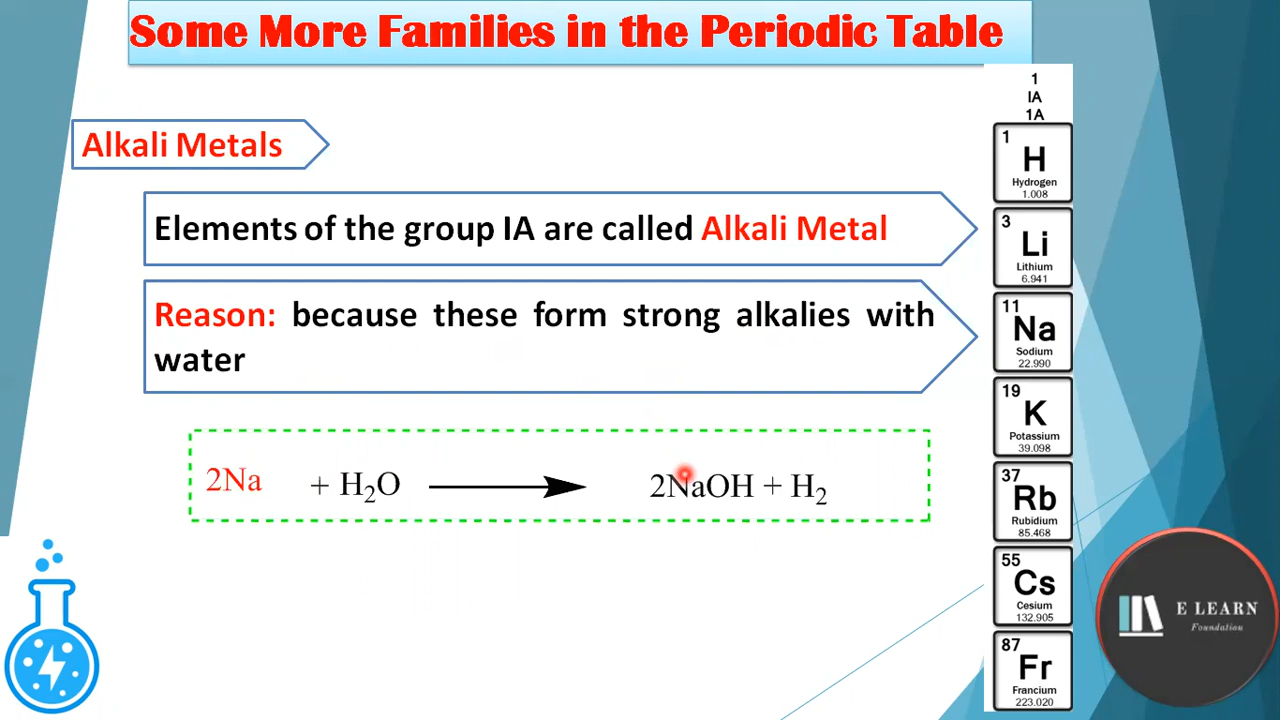 Some More Families in the Periodic Table
Alkali Metals
Elements of the group IA are called Alkali Metal
Reason: because these form strong alkalies with
water
2Na + H₂O 2NaOH + H₂
1
IA
1A
1
H
Hydrogen
1.008
3
Li
Lithium
6.941
11
Na
Sodium
22.990
19
K
Potassium
39.098
37
Rb
Rubidium
85.468
55
Cs
Cesium
132.905
87
Fr
Francium
223.020
E LEARN
Foundation